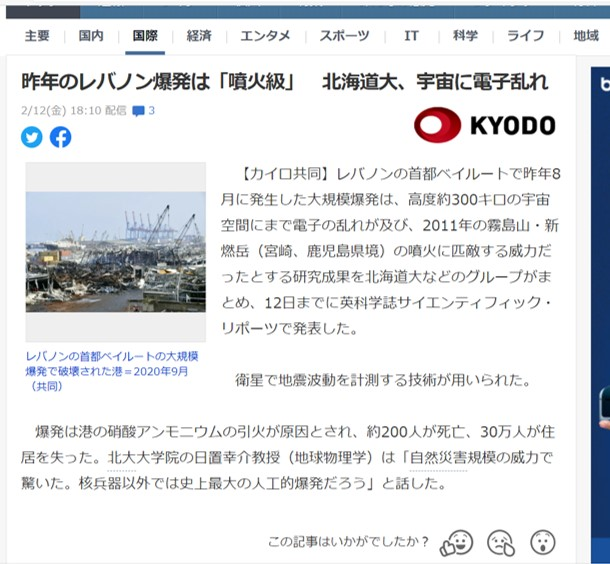 主要 国内 国際 経済 エンタメ スポーツ IT 科学 ライフ 地域
昨年のレバノン爆発は「噴火級」 北海道大、宇宙に電子乱れ
2/12(金) 18:10 配信 3
KYODO
【カイロ共同】レバノンの首都ベイルートで昨年8
月に発生した大規模爆発は、高度約300キロの宇宙
空間にまで電子の乱れが及び、2011年の霧島山・新
燃岳（宮崎、鹿児島県境）の噴火に匹敵する威力だ
ったとする研究成果を北海道大などのグループがま
とめ、12日までに英科学誌サイエンティフィック・
リポーツで発表した。
レバノンの首都ベイルートの大規模
爆発で破壊された港＝2020年9月
（共同）
衛星で地震波動を計測する技術が用いられた。
爆発は港の硝酸アンモニウムの引火が原因とされ、約200人が死亡、30万人が住
居を失った。北大大学院の日置幸介教授（地球物理学）は「自然災害規模の威力で
驚いた。核兵器以外では史上最大の人工的爆発だろう」と話した。
この記事はいかがでしたか？